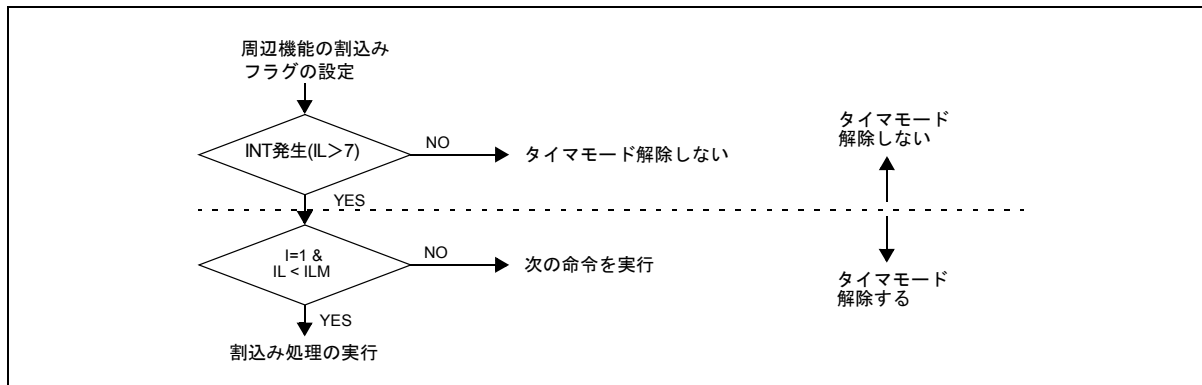 周辺機能の割込み
フラグの設定
INT発生(IL＞7)
NO
タイマモード解除しない
YES
I=1 &
IL < ILM
NO
次の命令を実行
YES
割込み処理の実行
タイマモード
解除しない
タイマモード
解除する